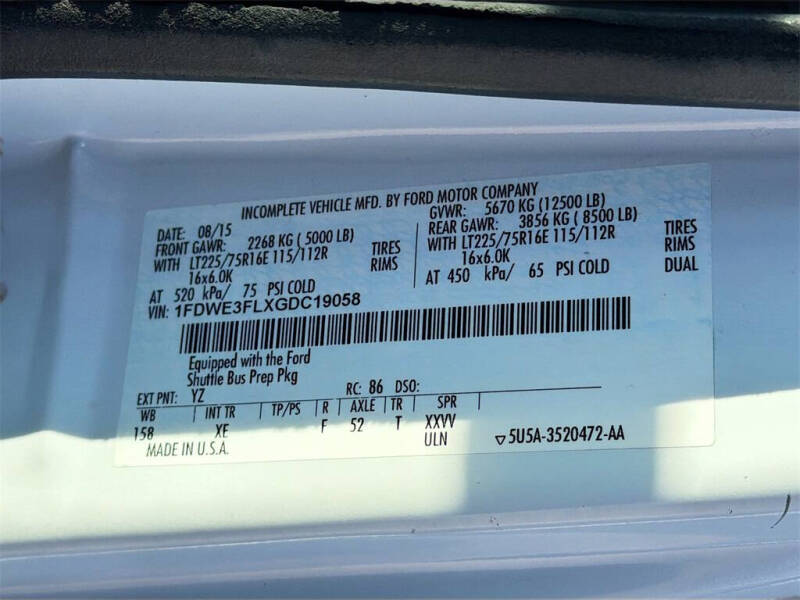 INCOMPLETE VEHICLE MFD. BY FORD MOTOR COMPANY
DATE: 08/15 GVWR: 5670 KG (12500 LB)
FRONT GAWR: 2268 KG ( 5000 LB) REAR GAWR: 3856 KG ( 8500 LB)
WITH LT225/75R16E 115/112R TIRES WITH LT225/75R16E 115/112R TIRES
16x6.0K RIMS 16x6.0K RIMS
AT 520 kPa/ 75 PSI COLD AT 450 kPa/ 65 PSI COLD DUAL
VIN: 1FDWE3FLXGDC19058
Equipped with the Ford
Shuttle Bus Prep Pkg
EXT PNT: YZ RC: 86 DSO:
WB INT TR TP/PS R AXLE TR SPR
158 XE F 52 T XXVV
MADE IN U.S.A. ULN 5U5A-3520472-AA